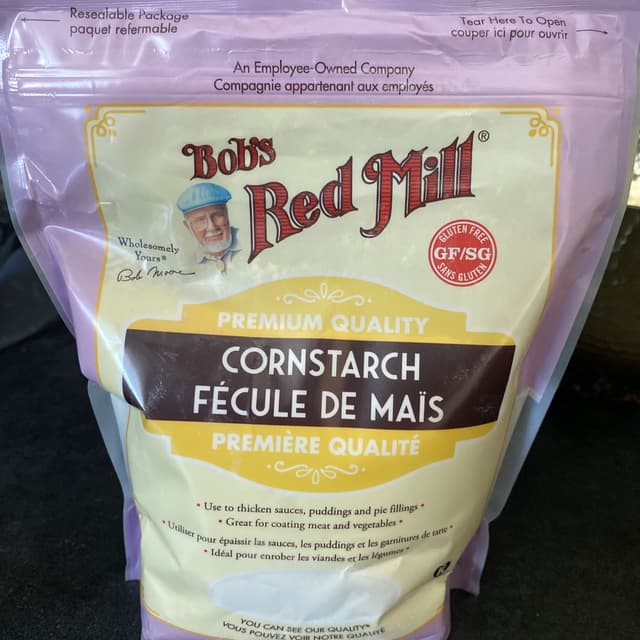 Resealable Package
paquet refermable
Tear Here To Open
couper ici pour ouvrir
An Employee-Owned Company
Compagnie appartenant aux employés
Bob's
Red Mill®
Wholesomely
Yours®
Bob Moore
GLUTEN FREE
GF/SG
SANS GLUTEN
PREMIUM QUALITY
CORNSTARCH
FÉCULE DE MAÏS
PREMIÈRE QUALITÉ
• Use to thicken sauces, puddings and pie fillings •
• Great for coating meat and vegetables •
• Utiliser pour épaissir las sauces, les puddings et les garnitures de tarte •
• Idéal pour enrober les viandes et les légumes •
YOU CAN SEE OUR QUALITY®
VOUS POUVEZ VOIR NOTRE QUALITÉ